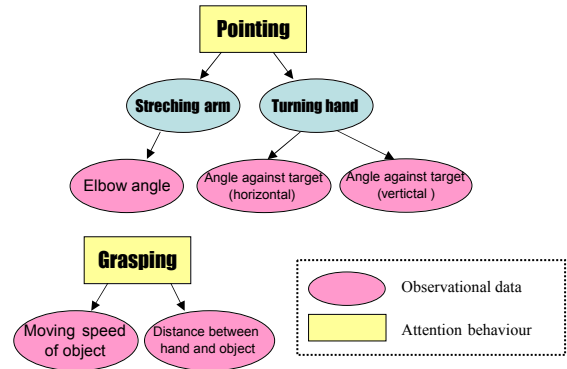 Pointing
Streching arm
Turning hand
Elbow angle
Angle against target
(horizontal)
Angle against target
(vertictal )
Grasping
Moving speed
of object
Distance between
hand and object
Observational data
Attention behaviour